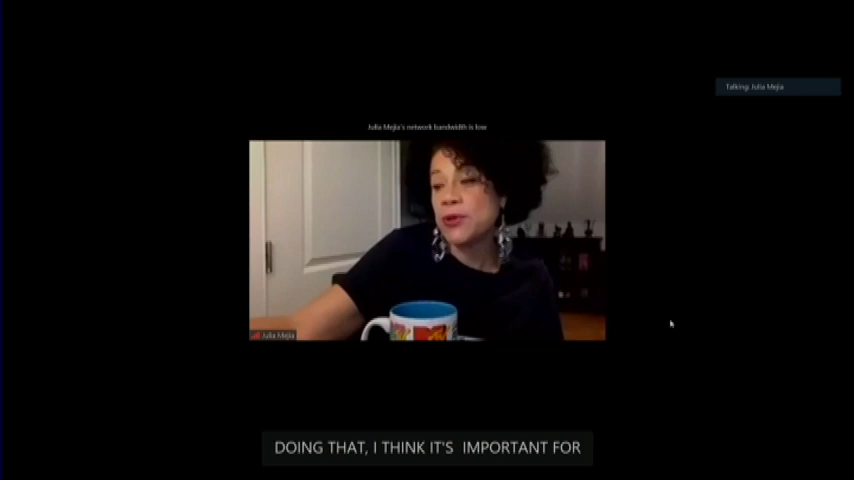 Talking: Julia Mejia
Julia Mejia's network bandwidth is low
Julia Mejia
DOING THAT, I THINK IT'S IMPORTANT FOR